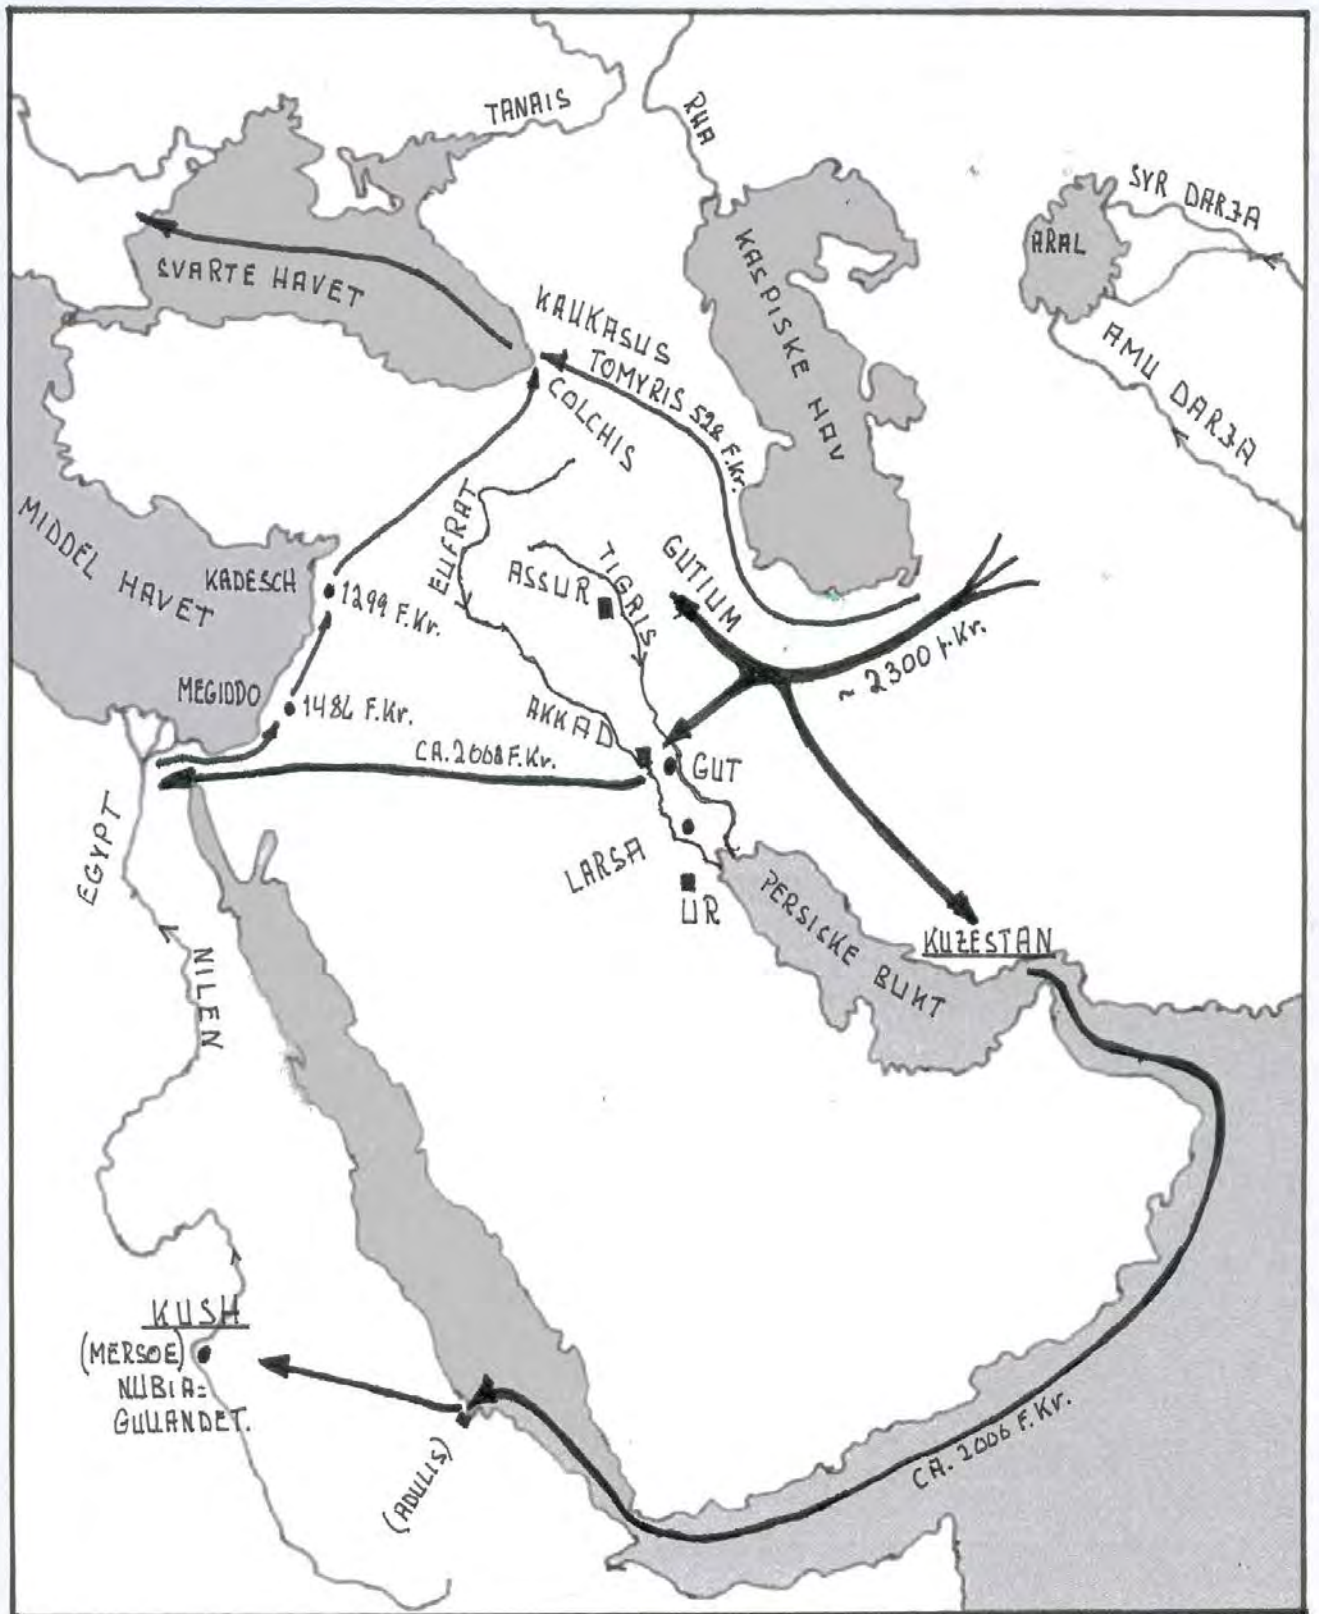 TANAIS
RHA
SYR DARJA
ARAL
AMU DARJA
KASPISKE HAV
SVARTE HAVET
KAUKASUS
TOMYRIS 528 F.Kr.
COLCHIS
MIDDEL HAVET
KADESCH
1299 F.Kr.
EUFRAT
ASSUR
TIGRIS
GUTIUM
~ 2300 f.Kr.
MEGIDDO
1486 F.Kr.
AKKAD
CA. 2008 F.Kr.
GUT
EGYPT
LARSA
UR
PERSISKE BUKT
KUZESTAN
NILEN
KUSH
(MERSOE)
NUBIA=
GULLANDET.
(ADULIS)
CA. 2006 F.Kr.